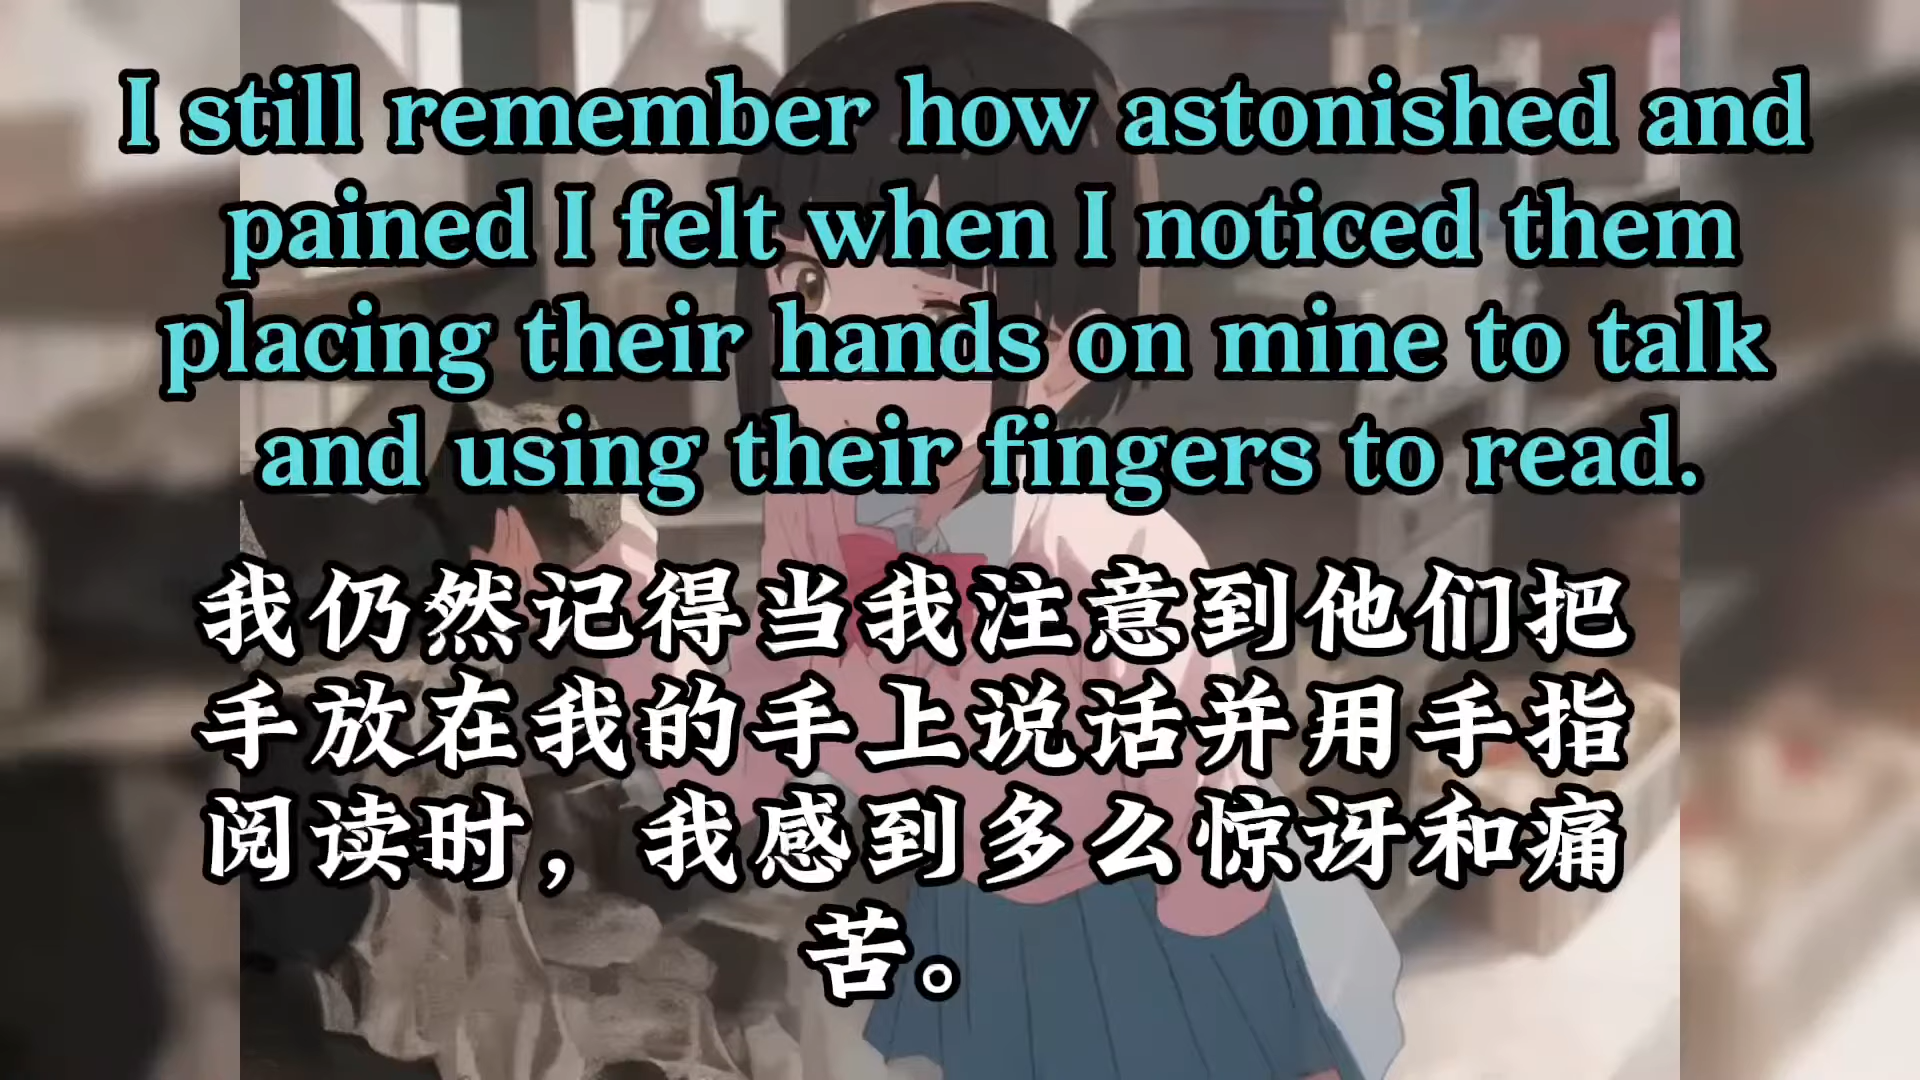 I still remember how astonished and
pained I felt when I noticed them
placing their hands on mine to talk
and using their fingers to read.
我仍然记得当我注意到他们把
手放在我的手上说话并用手指
阅读时，我感到多么惊讶和痛
苦。